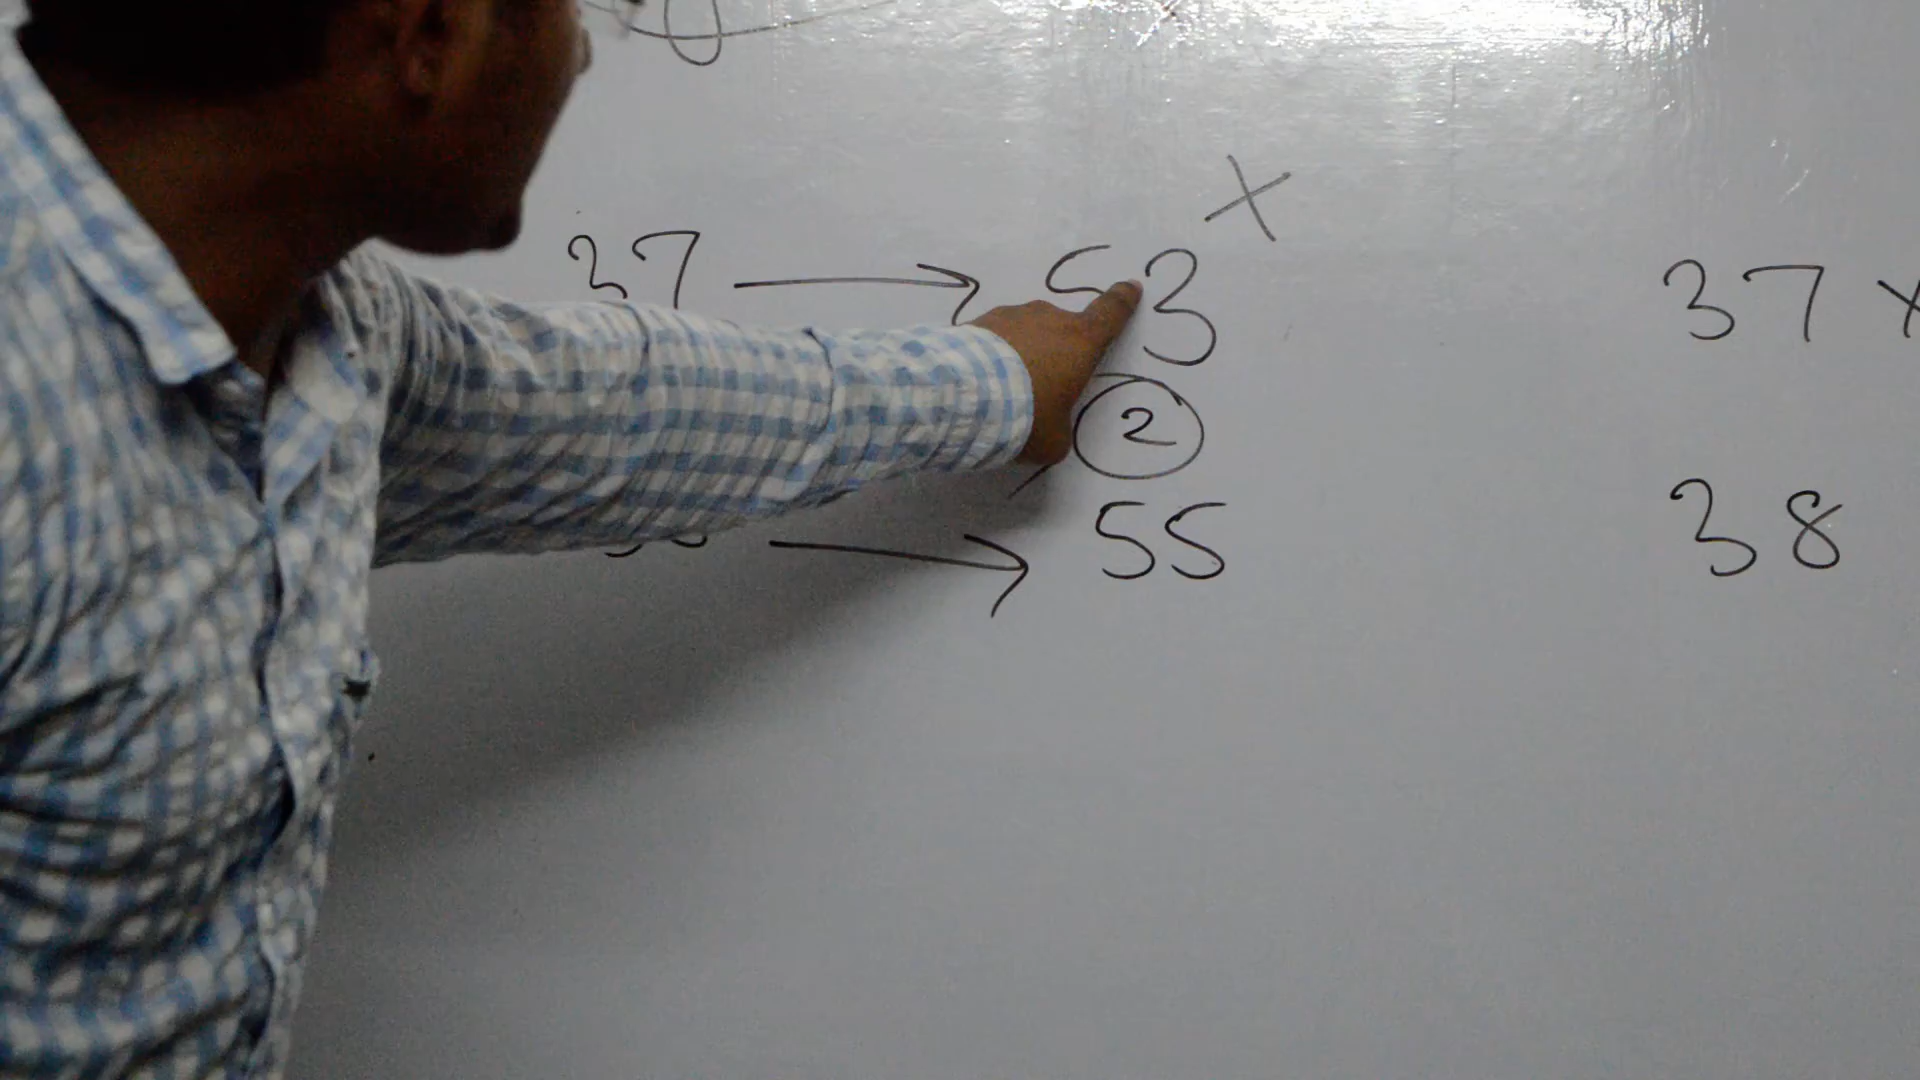 x
37 → 53 37 x
2
→ 55 38